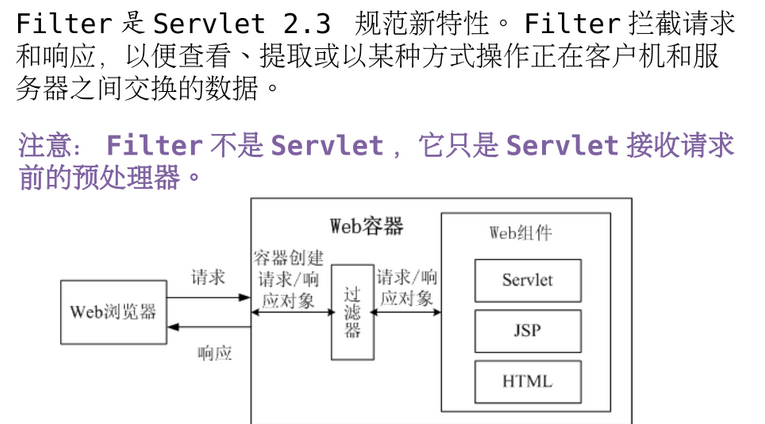 Filter 是 Servlet 2.3 规范新特性。 Filter 拦截请求
和响应，以便查看、提取或以某种方式操作正在客户机和服
务器之间交换的数据。
注意： Filter 不是 Servlet ，它只是 Servlet 接收请求
前的预处理器。
Web容器
Web组件
容器创建
请求/响
应对象
请求/响
应对象
过
滤
器
请求
Web浏览器
响应
Servlet
JSP
HTML